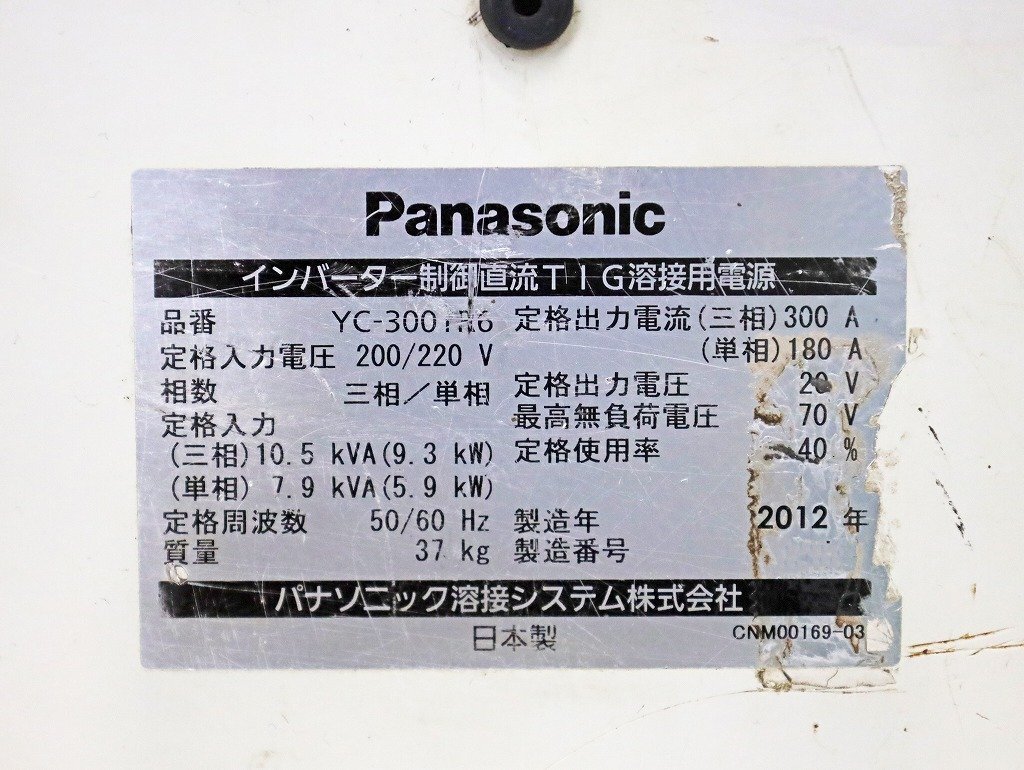 Panasonic
インバーター制御直流TIG溶接用電源
品番 YC-300TR6
定格入力電圧 200/220 V
相数 三相/単相
定格入力
(三相)10.5 kVA(9.3 kW)
(単相) 7.9 kVA(5.9 kW)
定格周波数 50/60 Hz
質量 37 kg
定格出力電流(三相)300 A
(単相)180 A
定格出力電圧 20 V
最高無負荷電圧 70 V
定格使用率 40 %
製造年 2012 年
製造番号
パナソニック溶接システム株式会社
日本製
CNM00169-03